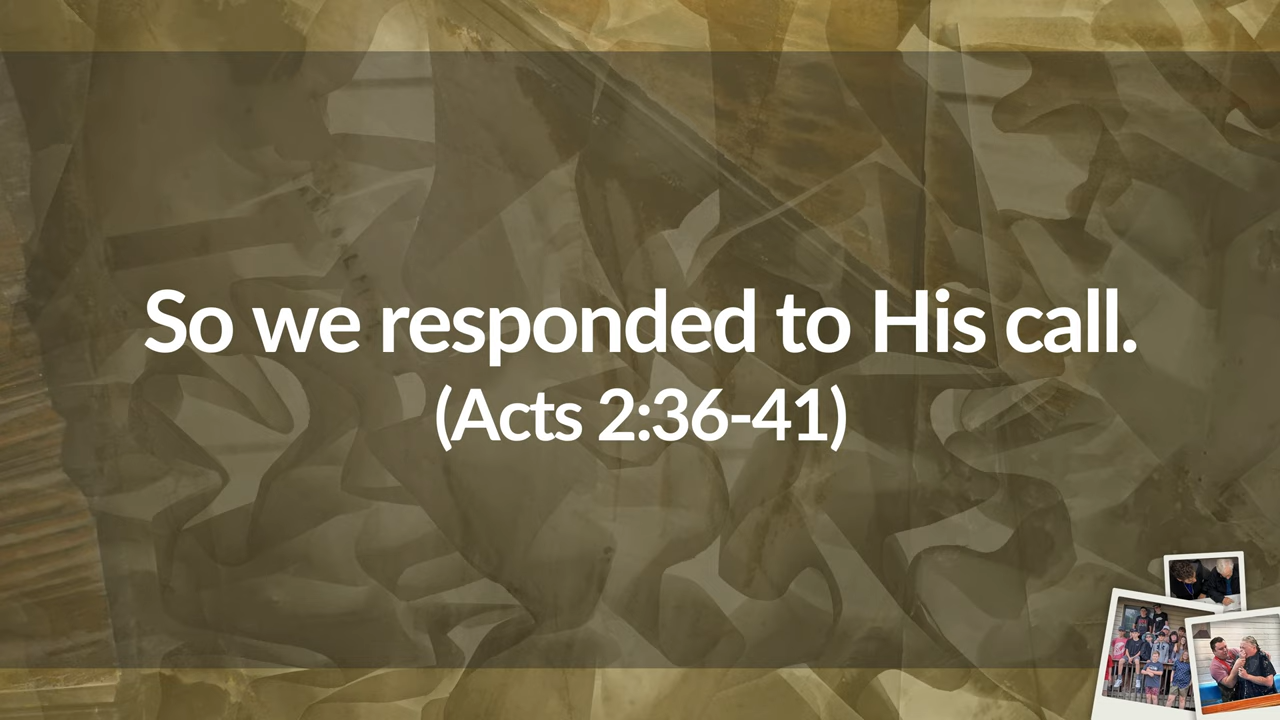 So we responded to His call.
(Acts 2:36-41)